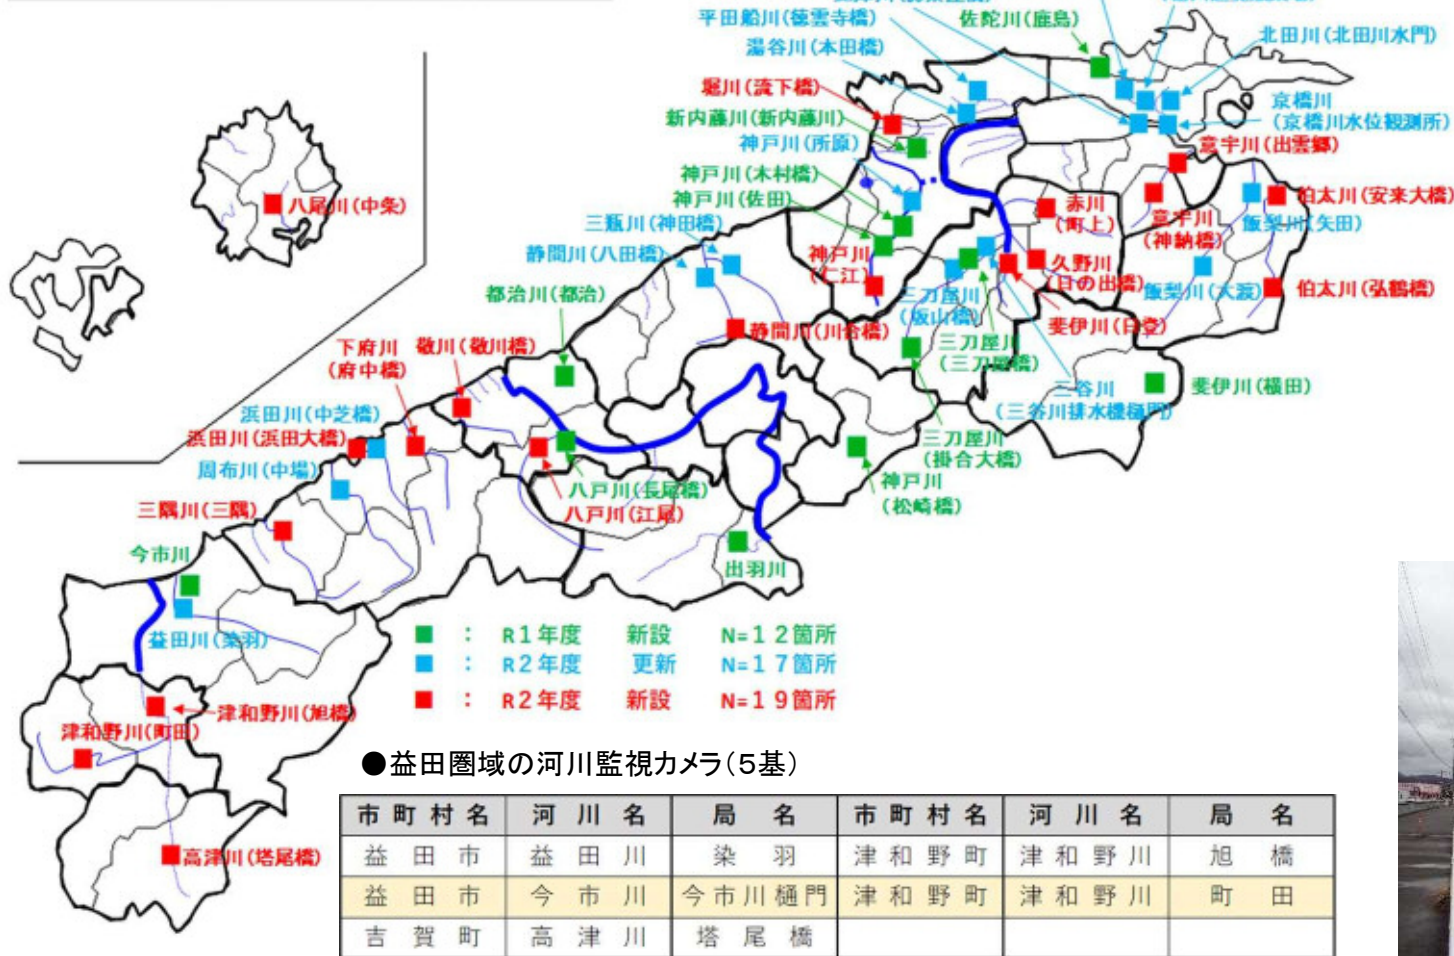 平田船川(徳雲寺橋)
佐陀川(鹿島)
湯谷川(本田橋)
北田川(北田川水門)
堀川(流下橋)
京橋川
(京橋川水位観測所)
新内藤川(新内藤川)
神戸川(所原)
意宇川(出雲郷)
神戸川(木村橋)
八尾川(中条)
神戸川(佐田)
赤川
(町上)
意宇川
(神納橋)
伯太川(安来大橋)
飯梨川(矢田)
三瓶川(神田橋)
静間川(八田橋)
神戸川
(仁江)
久野川
(日の出橋)
都治川(都治)
三刀屋川
(坂山橋)
飯梨川(大渡)
伯太川(弘鶴橋)
静間川(川合橋)
斐伊川(日登)
下府川
(府中橋)
敬川(敬川橋)
三刀屋川
(三刀屋橋)
三谷川
(三谷川排水機樋門)
斐伊川(横田)
浜田川(中芝橋)
浜田川(浜田大橋)
三刀屋川
(掛合大橋)
周布川(中場)
八戸川(長尾橋)
神戸川
(松崎橋)
三隅川(三隅)
八戸川(江尾)
今市川
出羽川
益田川(染羽)
■ : R1年度 新設 N=12箇所
■ : R2年度 更新 N=17箇所
■ : R2年度 新設 N=19箇所
津和野川(旭橋)
津和野川(町田)
●益田圏域の河川監視カメラ(5基)
市町村名 河川名 局名 市町村名 河川名 局名
益田市 益田川 染羽 津和野町 津和野川 旭橋
益田市 今市川 今市川樋門 津和野町 津和野川 町田
吉賀町 高津川 塔尾橋
高津川(塔尾橋)